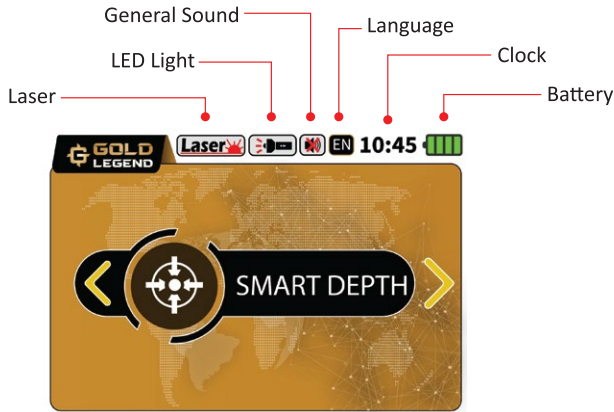 General Sound
Language
LED Light
Clock
Laser
Battery
GOLD
LEGEND
Laser
EN
10:45
SMART DEPTH